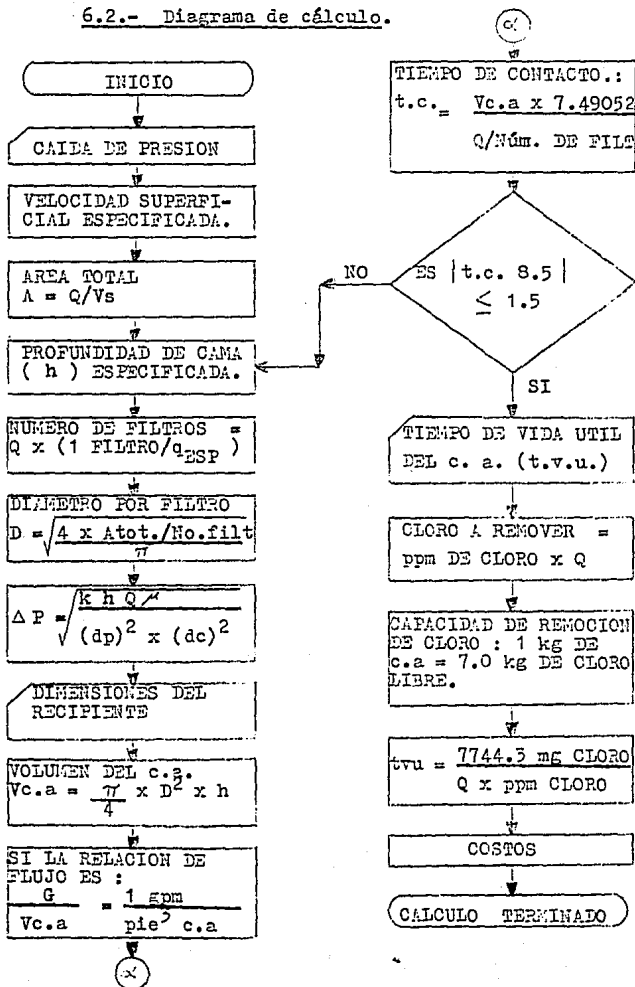 6.2.- Diagrama de cálculo.
INICIO
CAIDA DE PRESION
VELOCIDAD SUPERFI-
CIAL ESPECIFICADA.
AREA TOTAL
A = Q/Vs
PROFUNDIDAD DE CAMA
( h ) ESPECIFICADA.
NUMERO DE FILTROS =
Q x (1 FILTRO/q_ESP )
DIAMETRO POR FILTRO
D = √ 4 x Atot./No.filt
π
Δ P = √ k h Q μ
(dp)² x (dc)²
DIMENSIONES DEL
RECIPIENTE
VOLUMEN DEL c.a.
Vc.a = π x D² x h
4
SI LA RELACION DE
FLUJO ES :
G = 1 gpm
Vc.a pie³ c.a
α
α
TIEMPO DE CONTACTO.:
t.c. = Vc.a x 7.49052
Q/Núm. DE FILT
NO
ES |t.c. 8.5 |
≤ 1.5
SI
TIEMPO DE VIDA UTIL
DEL c. a. (t.v.u.)
CLORO A REMOVER =
ppm DE CLORO x Q
CAPACIDAD DE REMOCION
DE CLORO : 1 kg DE
c.a = 7.0 kg DE CLORO
LIBRE.
tvu = 7744.3 mg CLORO
Q x ppm CLORO
COSTOS
CALCULO TERMINADO